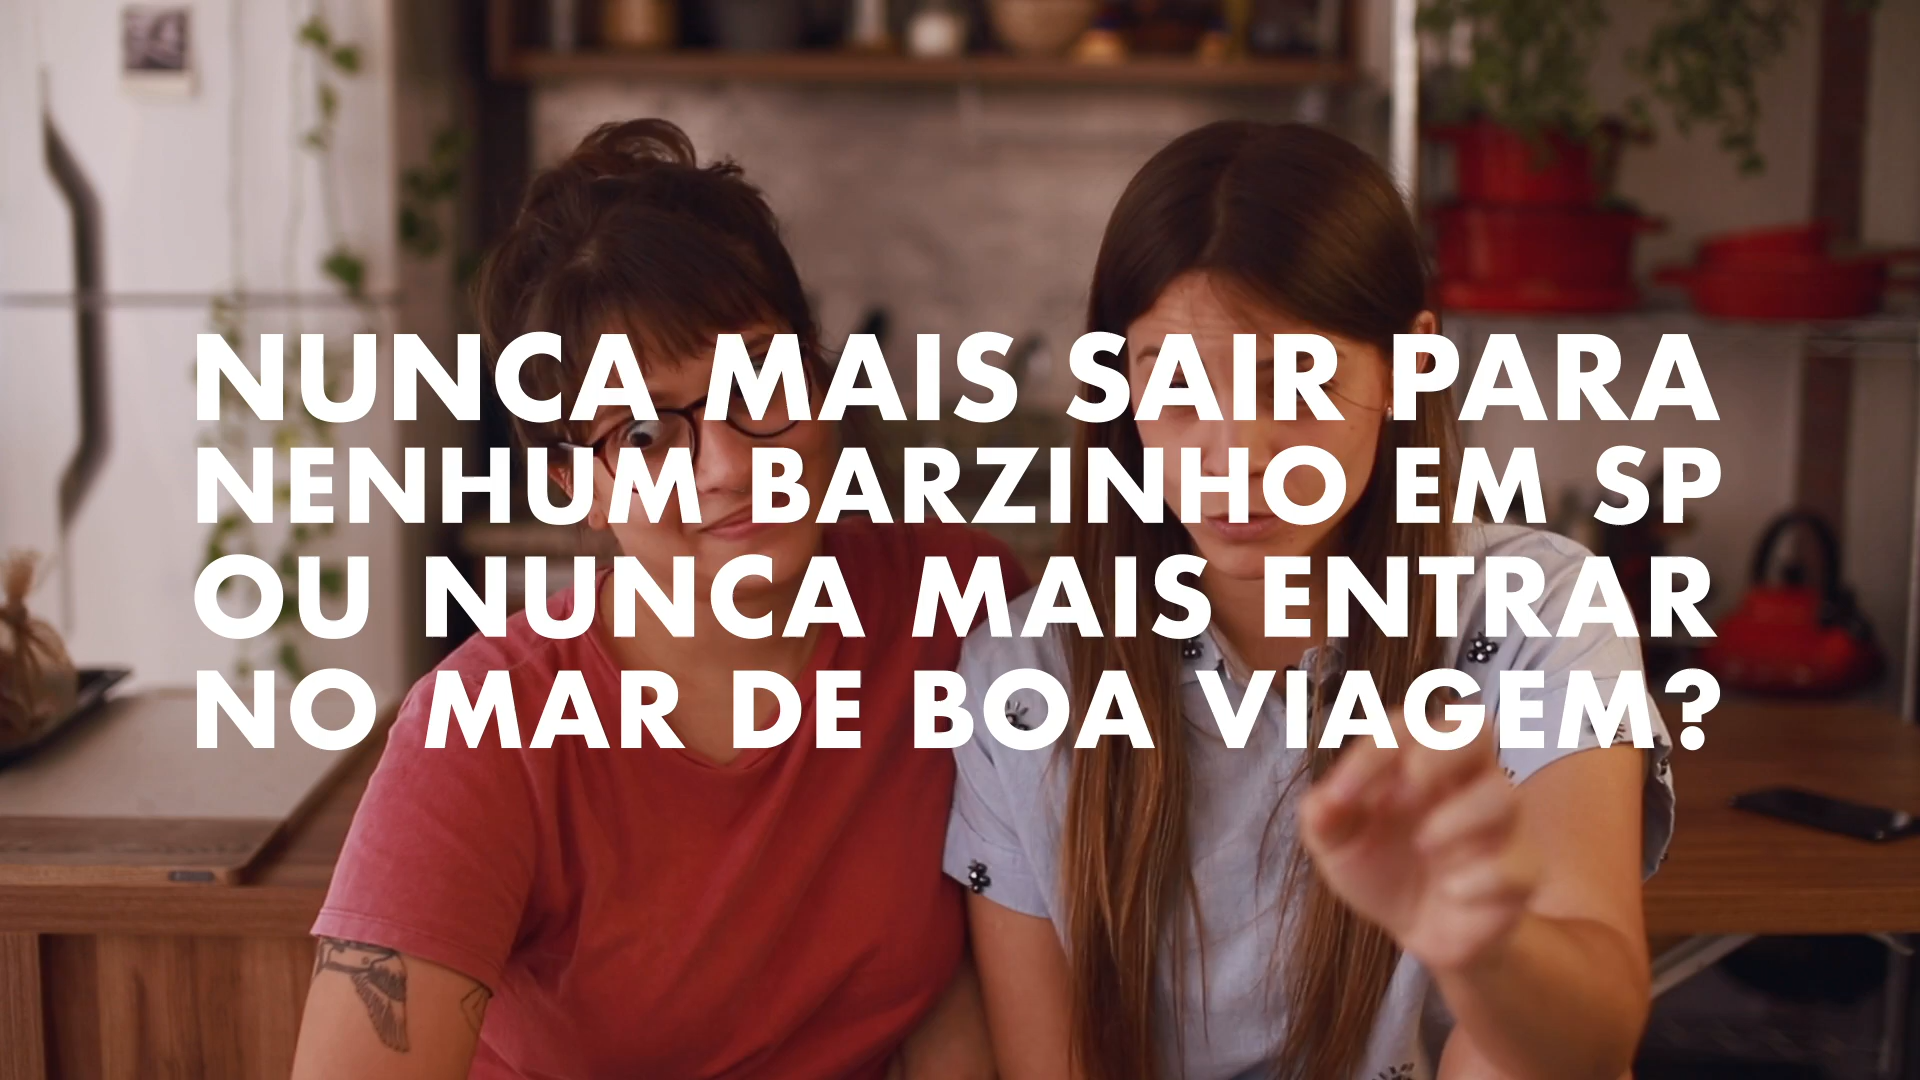 NUNCA MAIS SAIR PARA
NENHUM BARZINHO EM SP
OU NUNCA MAIS ENTRAR
NO MAR DE BOA VIAGEM?